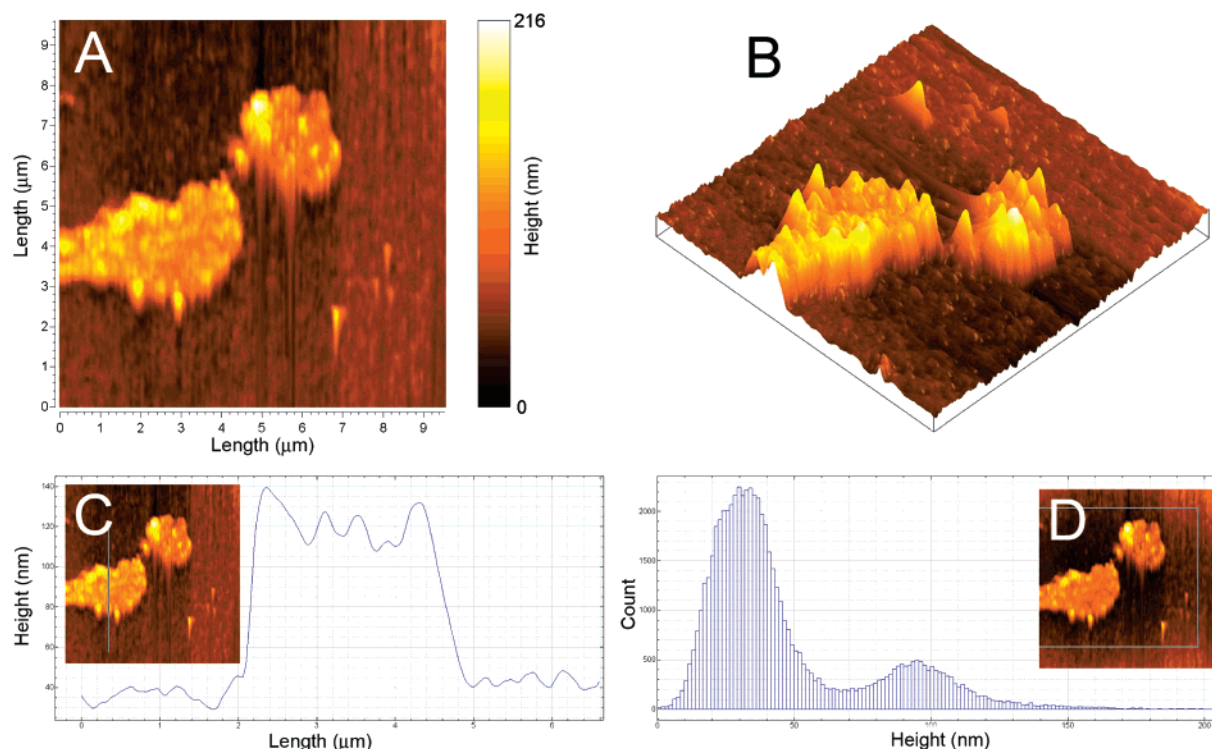 A
Length (μm)
9
8
7
6
5
4
3
2
1
0
0 1 2 3 4 5 6 7 8 9
Length (μm)
216
Height (nm)
0
B
C
Height (nm)
140
120
100
80
60
40
0 1 2 3 4 5 6
Length (μm)
D
Count
2000
1500
1000
500
0
0 50 100 150 200
Height (nm)